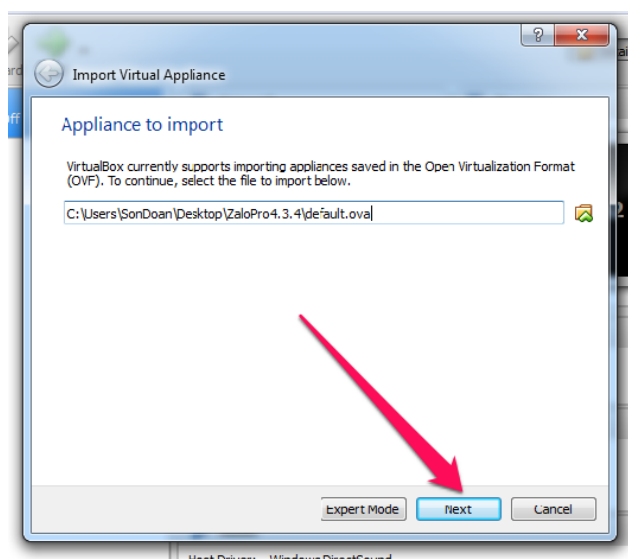 Import Virtual Appliance
Appliance to import
VirtualBox currently supports importing appliances saved in the Open Virtualization Format
(OVF). To continue, select the file to import below.
C:\Users\SonDoan\Desktop\ZaloPro4.3.4\default.ova
Expert Mode
Next
Cancel